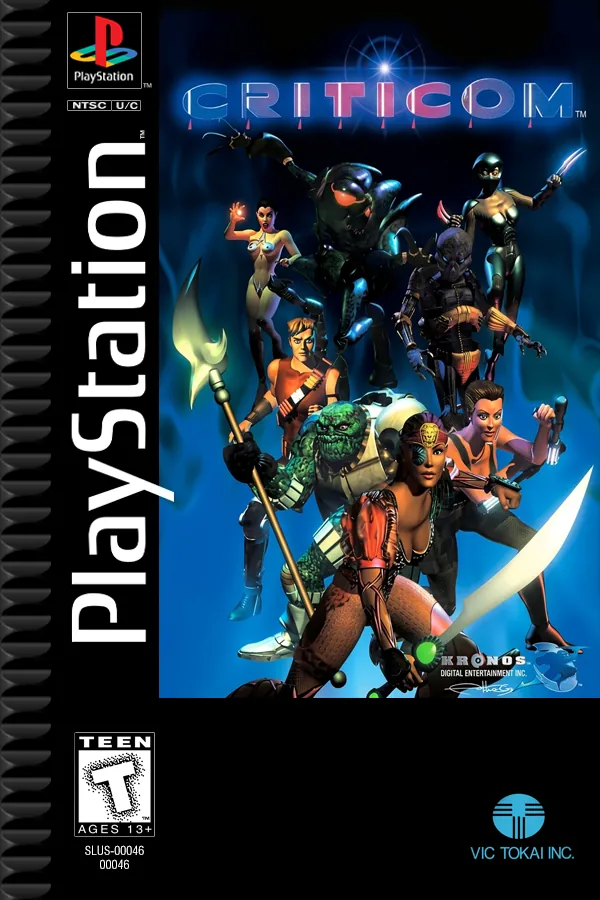 PlayStation
TM
NTSC U/C
PlayStation
TM
CRITICOM
TM
KRONOS
DIGITAL ENTERTAINMENT INC.
TEEN
T
AGES 13+
SLUS-00046
00046
VIC TOKAI INC.